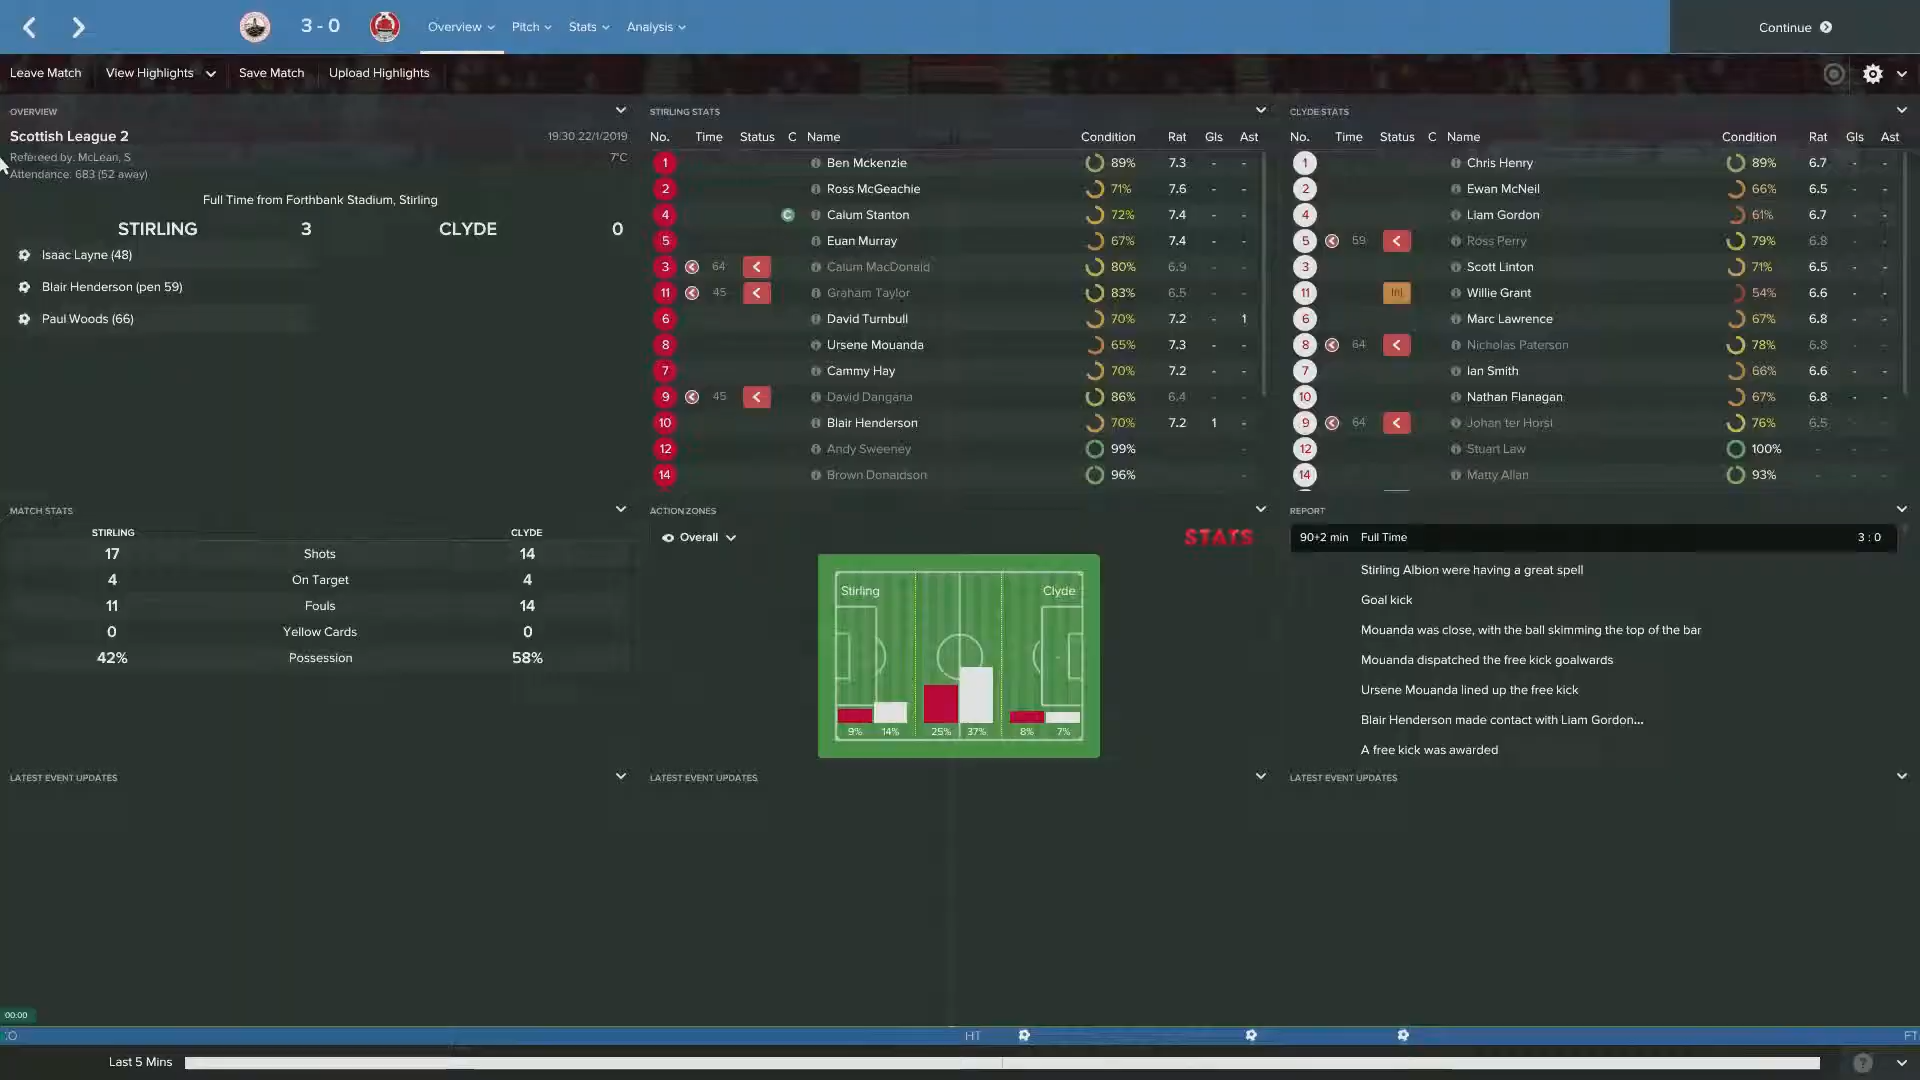 3 - 0
Overview Pitch Stats Analysis
Continue
Leave Match View Highlights Save Match Upload Highlights
OVERVIEW
Scottish League 2 19:30 22/1/2019
Refereed by: McLean, S 7°C
Attendance: 683 (52 away)
Full Time from Forthbank Stadium, Stirling
STIRLING 3 CLYDE 0
Isaac Layne (48)
Blair Henderson (pen 59)
Paul Woods (66)
STIRLING STATS
No. Time Status C Name Condition Rat Gls Ast
1 Ben Mckenzie 89% 7.3 - -
2 Ross McGeachie 71% 7.6 - -
4 C Calum Stanton 72% 7.4 - -
5 Euan Murray 67% 7.4 - -
3 64 Calum MacDonald 80% 6.9 - -
11 45 Graham Taylor 83% 6.5 - -
6 David Turnbull 70% 7.2 - 1
8 Ursene Mouanda 65% 7.3 - -
7 Cammy Hay 70% 7.2 - -
9 45 David Dangana 86% 6.4 - -
10 Blair Henderson 70% 7.2 1 -
12 Andy Sweeney 99% -
14 Brown Donaldson 96% -
CLYDE STATS
No. Time Status C Name Condition Rat Gls Ast
1 Chris Henry 89% 6.7 - -
2 Ewan McNeil 66% 6.5 - -
4 Liam Gordon 61% 6.7 - -
5 59 Ross Perry 79% 6.8 - -
3 Scott Linton 71% 6.5 - -
11 Inj Willie Grant 54% 6.6 - -
6 Marc Lawrence 67% 6.8 - -
8 64 Nicholas Paterson 78% 6.8 - -
7 Ian Smith 66% 6.6 - -
10 Nathan Flanagan 67% 6.8 - -
9 64 Johan ter Horst 76% 6.5 - -
12 Stuart Law 100% - - -
14 Matty Allan 93% - - -
MATCH STATS
STIRLING CLYDE
17 Shots 14
4 On Target 4
11 Fouls 14
0 Yellow Cards 0
42% Possession 58%
ACTION ZONES
Overall STATS
Stirling Clyde
9% 14% 25% 37% 8% 7%
REPORT
90+2 min Full Time 3 : 0
Stirling Albion were having a great spell
Goal kick
Mouanda was close, with the ball skimming the top of the bar
Mouanda dispatched the free kick goalwards
Ursene Mouanda lined up the free kick
Blair Henderson made contact with Liam Gordon...
A free kick was awarded
LATEST EVENT UPDATES
LATEST EVENT UPDATES
LATEST EVENT UPDATES
00:00
HT FT
Last 5 Mins
?